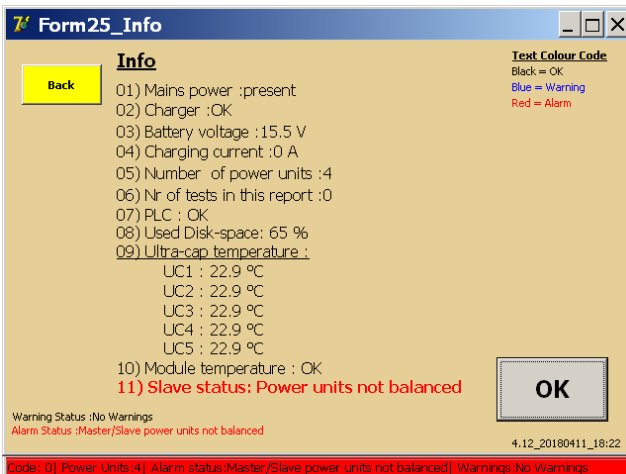 Form25_Info
Back
Info
01) Mains power :present
02) Charger :OK
03) Battery voltage :15.5 V
04) Charging current :0 A
05) Number of power units :4
06) Nr of tests in this report :0
07) PLC : OK
08) Used Disk-space: 65 %
09) Ultra-cap temperature :
UC1 : 22.9 ºC
UC2 : 22.9 ºC
UC3 : 22.9 ºC
UC4 : 22.9 ºC
UC5 : 22.9 ºC
10) Module temperature : OK
11) Slave status: Power units not balanced
Text Colour Code
Black = OK
Blue = Warning
Red = Alarm
OK
Warning Status :No Warnings
Alarm Status :Master/Slave power units not balanced
4.12_20180411_18:22
Code: 0| Power Units:4| Alarm status:Master/Slave power units not balanced| Warnings:No Warnings